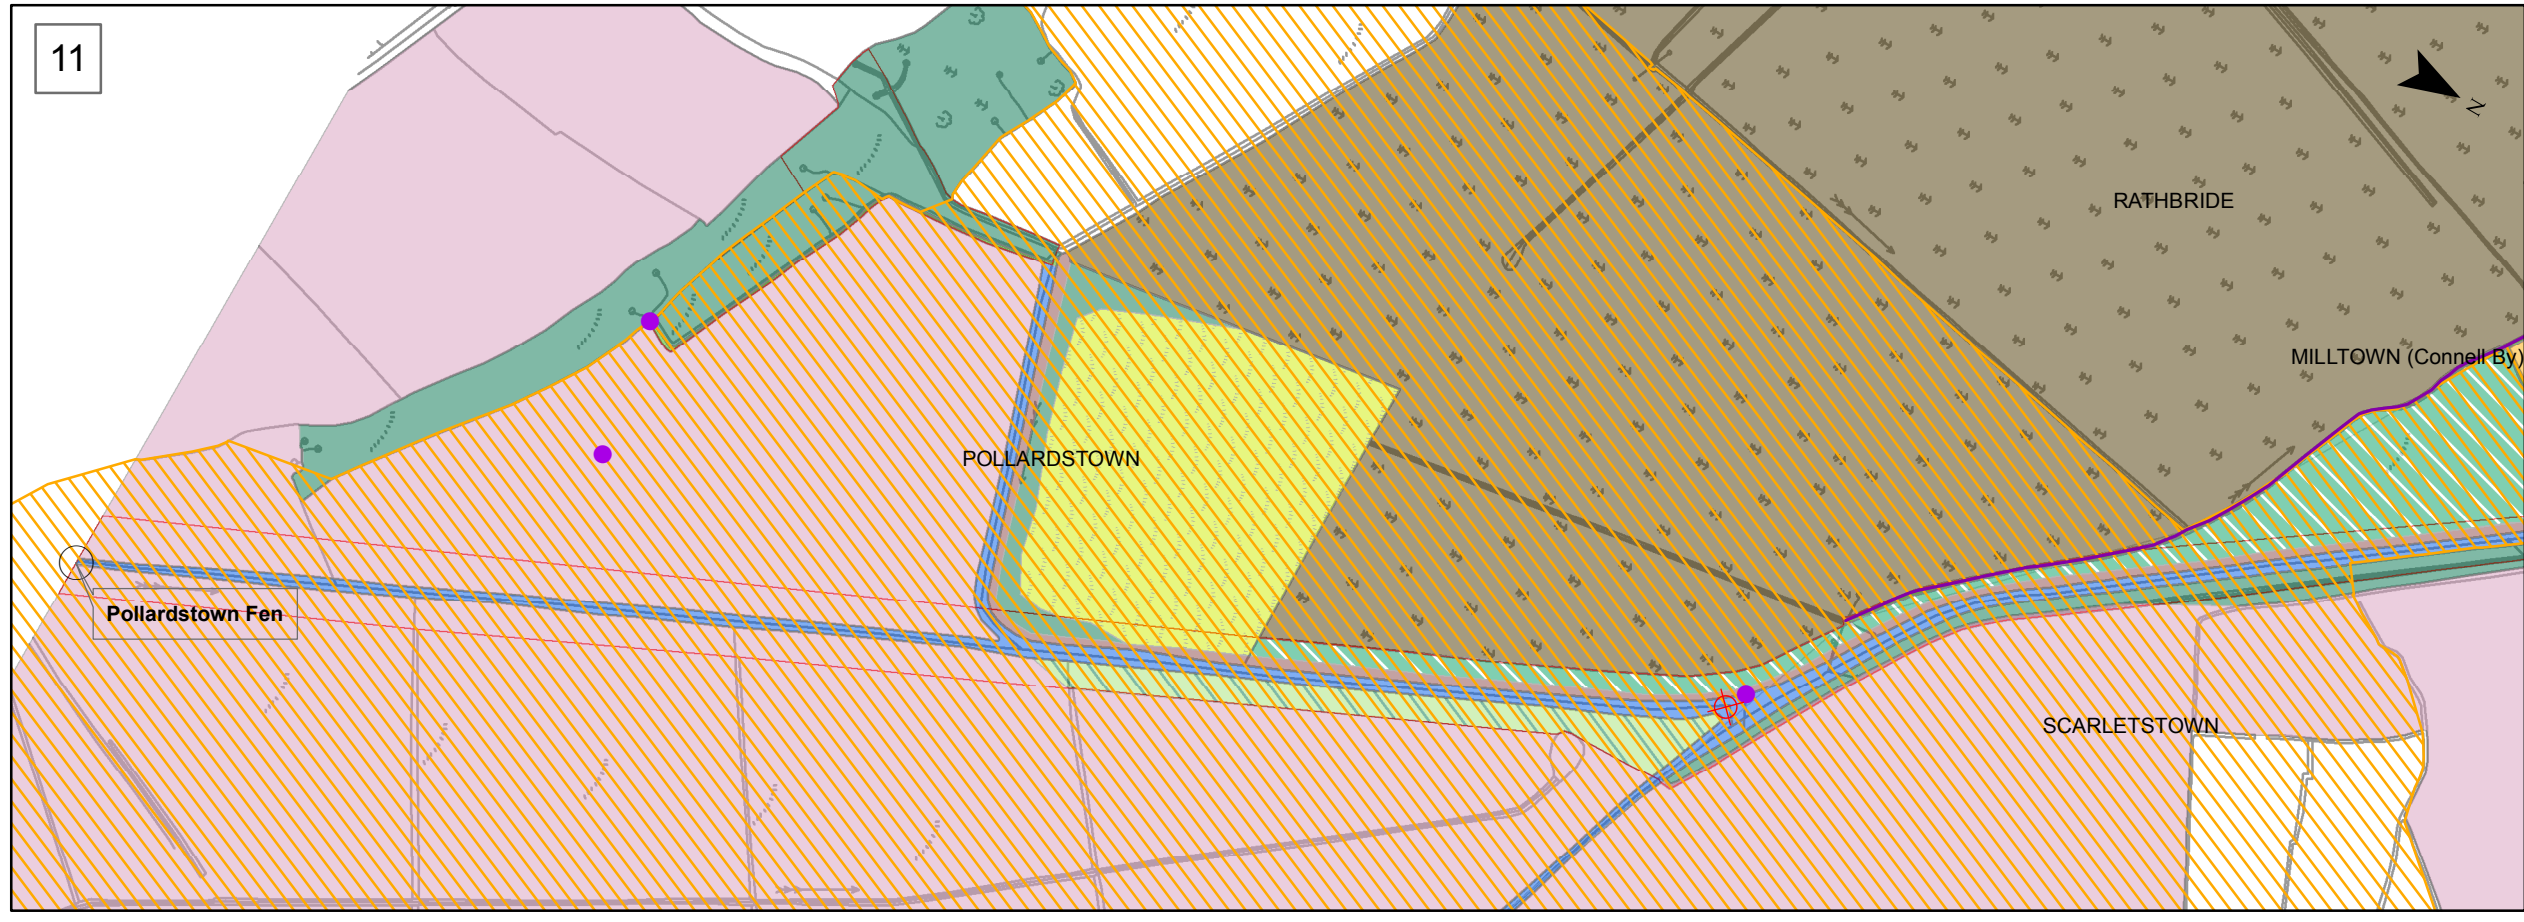 11
N
RATHBRIDE
MILLTOWN (Connell By)
POLLARDSTOWN
Pollardstown Fen
SCARLETSTOWN